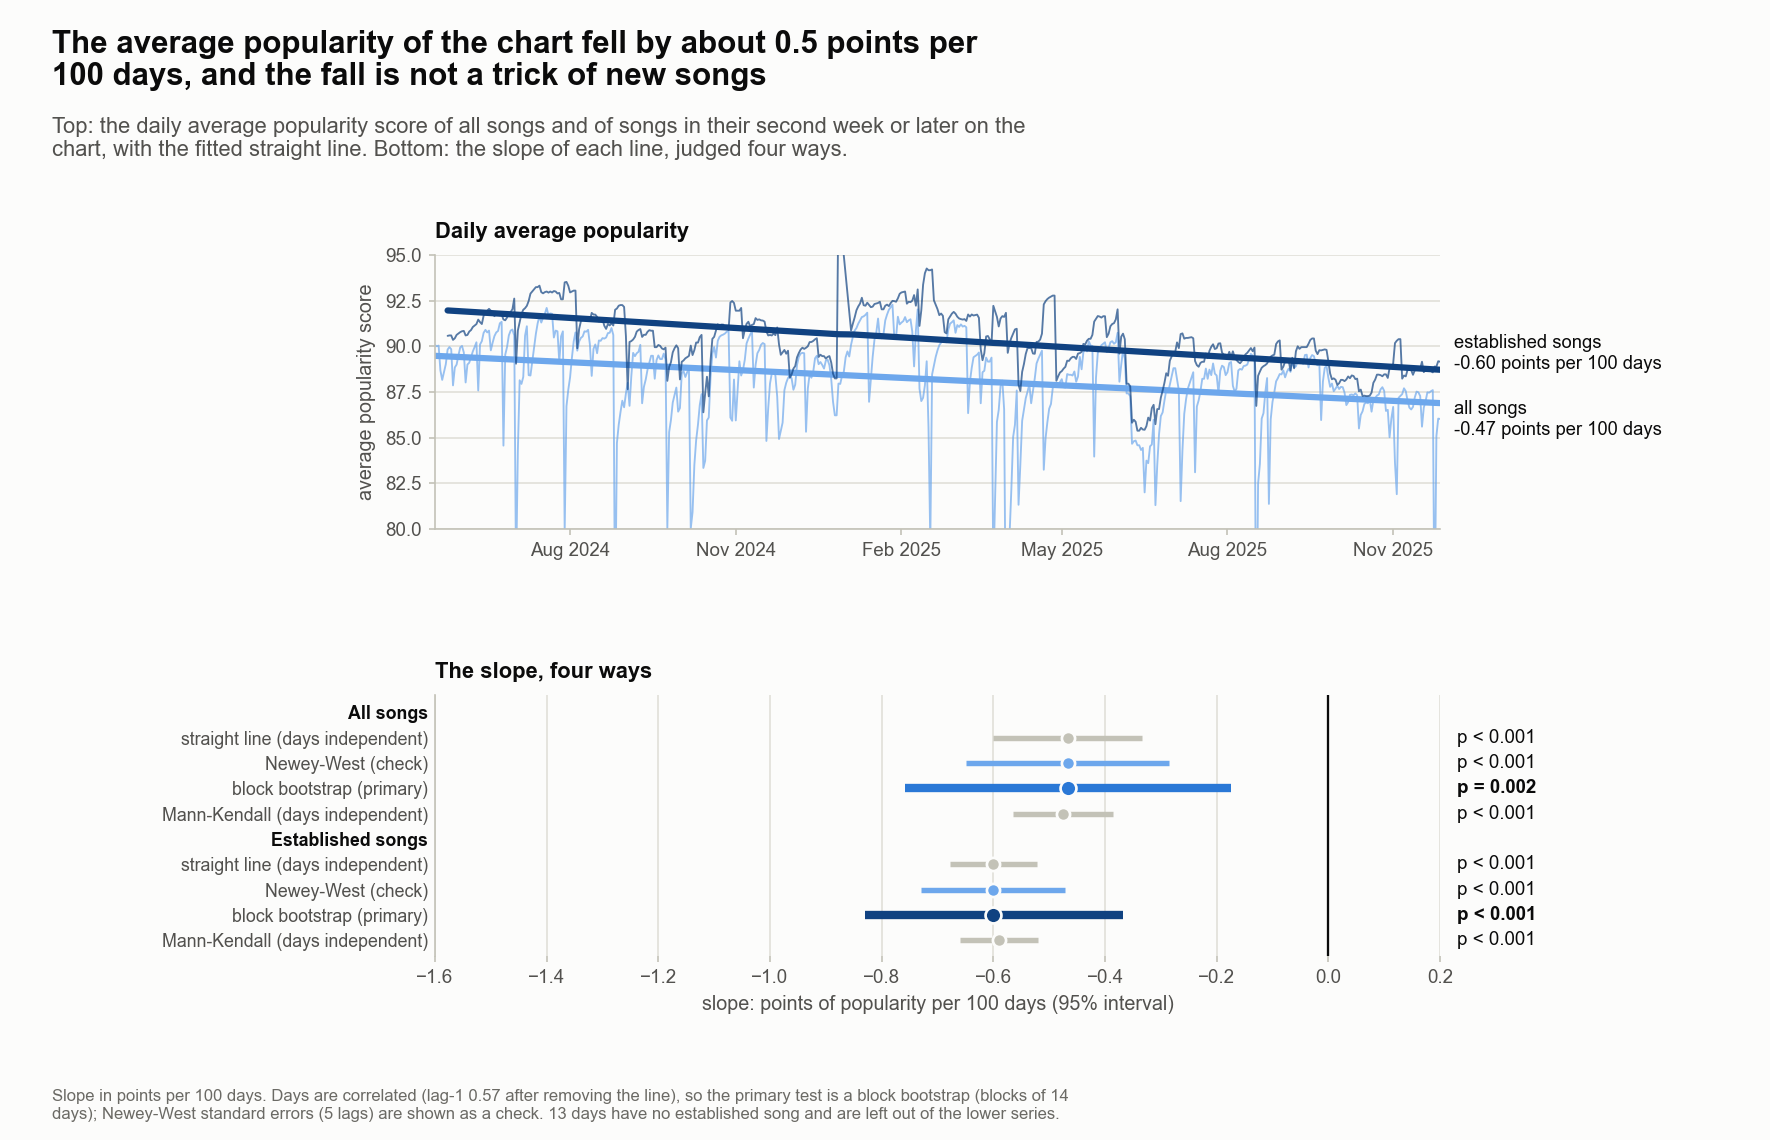 The average popularity of the chart fell by about 0.5 points per
100 days, and the fall is not a trick of new songs
Top: the daily average popularity score of all songs and of songs in their second week or later on the
chart, with the fitted straight line. Bottom: the slope of each line, judged four ways.
Daily average popularity
average popularity score
95.0
92.5
90.0
87.5
85.0
82.5
80.0
Aug 2024
Nov 2024
Feb 2025
May 2025
Aug 2025
Nov 2025
established songs
-0.60 points per 100 days
all songs
-0.47 points per 100 days
The slope, four ways
All songs
straight line (days independent) p < 0.001
Newey-West (check) p < 0.001
block bootstrap (primary) p = 0.002
Mann-Kendall (days independent) p < 0.001
Established songs
straight line (days independent) p < 0.001
Newey-West (check) p < 0.001
block bootstrap (primary) p < 0.001
Mann-Kendall (days independent) p < 0.001
−1.6 −1.4 −1.2 −1.0 −0.8 −0.6 −0.4 −0.2 0.0 0.2
slope: points of popularity per 100 days (95% interval)
Slope in points per 100 days. Days are correlated (lag-1 0.57 after removing the line), so the primary test is a block bootstrap (blocks of 14
days); Newey-West standard errors (5 lags) are shown as a check. 13 days have no established song and are left out of the lower series.